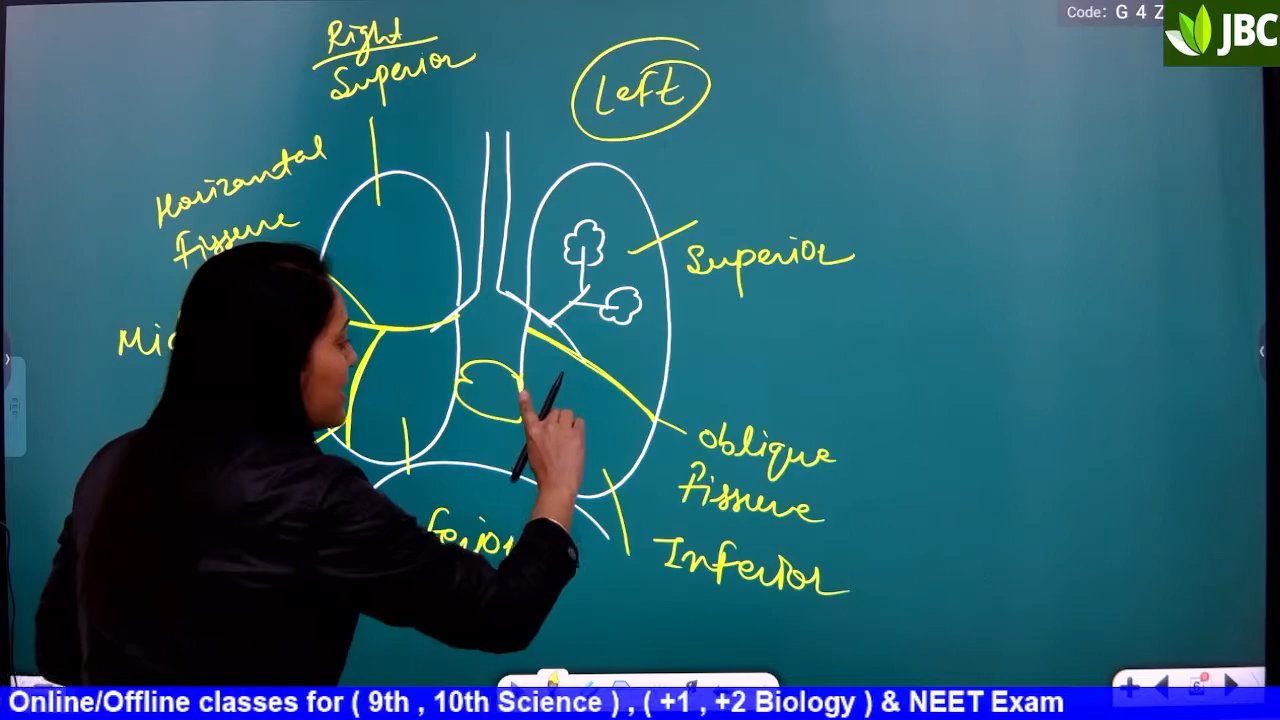 Code: G 4 Z
JBC
Right
Superior
Left
Horizontal
Fissure
Superior
Oblique
Fissure
Inferior
Online/Offline classes for ( 9th , 10th Science ) , ( +1 , +2 Biology ) & NEET Exam